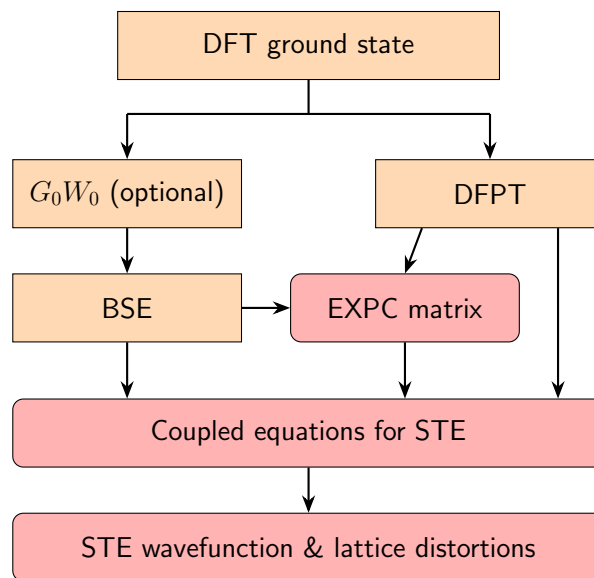 DFT ground state
G₀W₀ (optional)
DFPT
BSE
EXPC matrix
Coupled equations for STE
STE wavefunction & lattice distortions